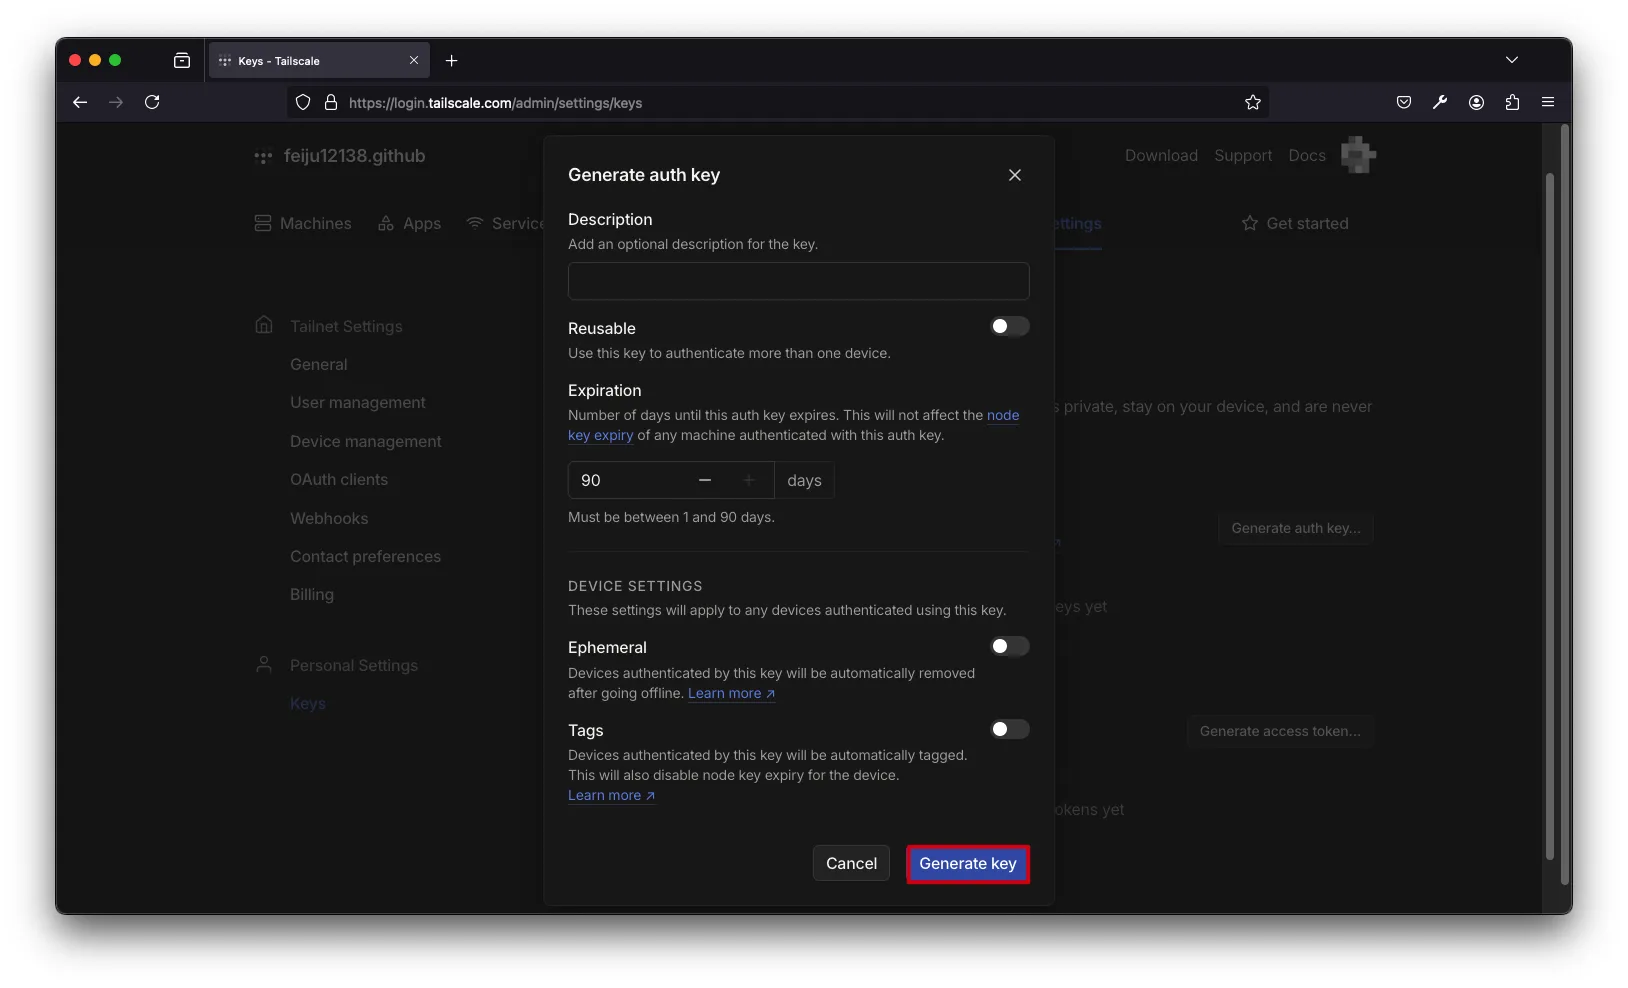 Keys - Tailscale
https://login.tailscale.com/admin/settings/keys
feiju12138.github
Download Support Docs
Machines Apps Get started
Generate auth key
Description
Add an optional description for the key.
Reusable
Use this key to authenticate more than one device.
Expiration
Number of days until this auth key expires. This will not affect the node
key expiry of any machine authenticated with this auth key.
90 days
Must be between 1 and 90 days.
DEVICE SETTINGS
These settings will apply to any devices authenticated using this key.
Ephemeral
Devices authenticated by this key will be automatically removed
after going offline. Learn more ↗
Tags
Devices authenticated by this key will be automatically tagged.
This will also disable node key expiry for the device.
Learn more ↗
Cancel Generate key
Tailnet Settings
General
User management
Device management
OAuth clients
Webhooks
Contact preferences
Billing
Personal Settings
Keys
private, stay on your device, and are never
Generate auth key...
yet
Generate access token...
yet